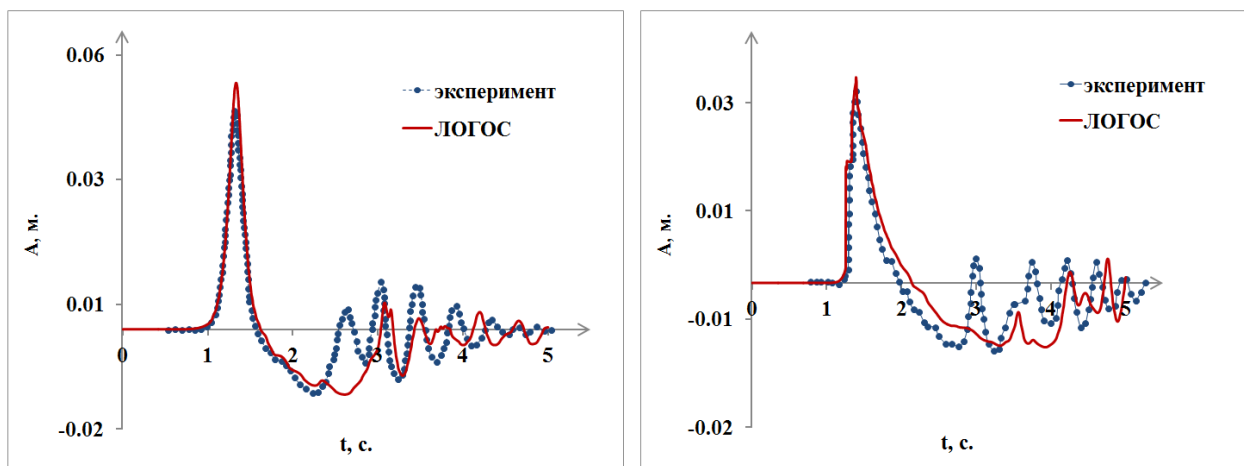 0.06
эксперимент
ЛОГОС
0.03
А, м.
0.01
0 1 2 3 4 5
-0.02
t, с.
0.03
эксперимент
ЛОГОС
0.01
А, м.
0 1 2 3 4 5
-0.01
-0.02
t, с.